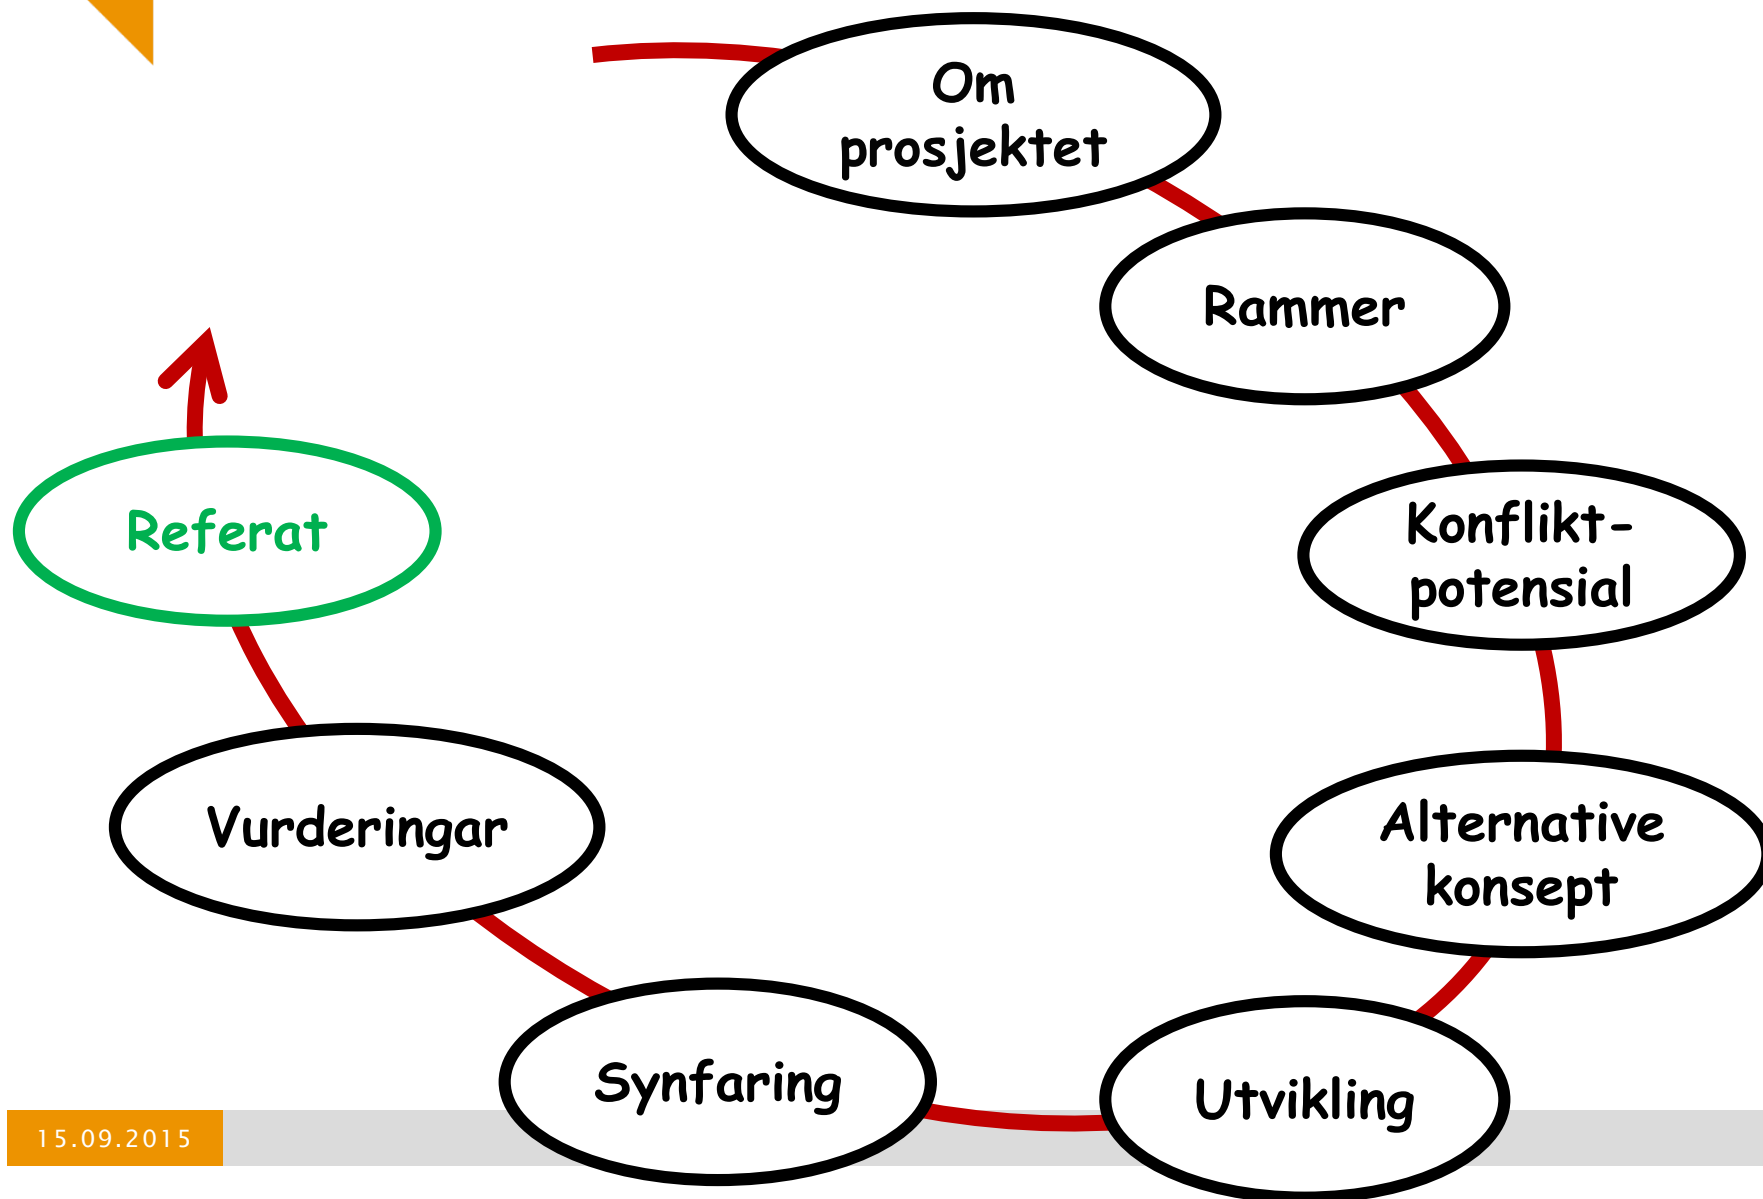 Om
prosjektet
Rammer
Konflikt-
potensial
Alternative
konsept
Utvikling
Synfaring
Vurderingar
Referat
15.09.2015